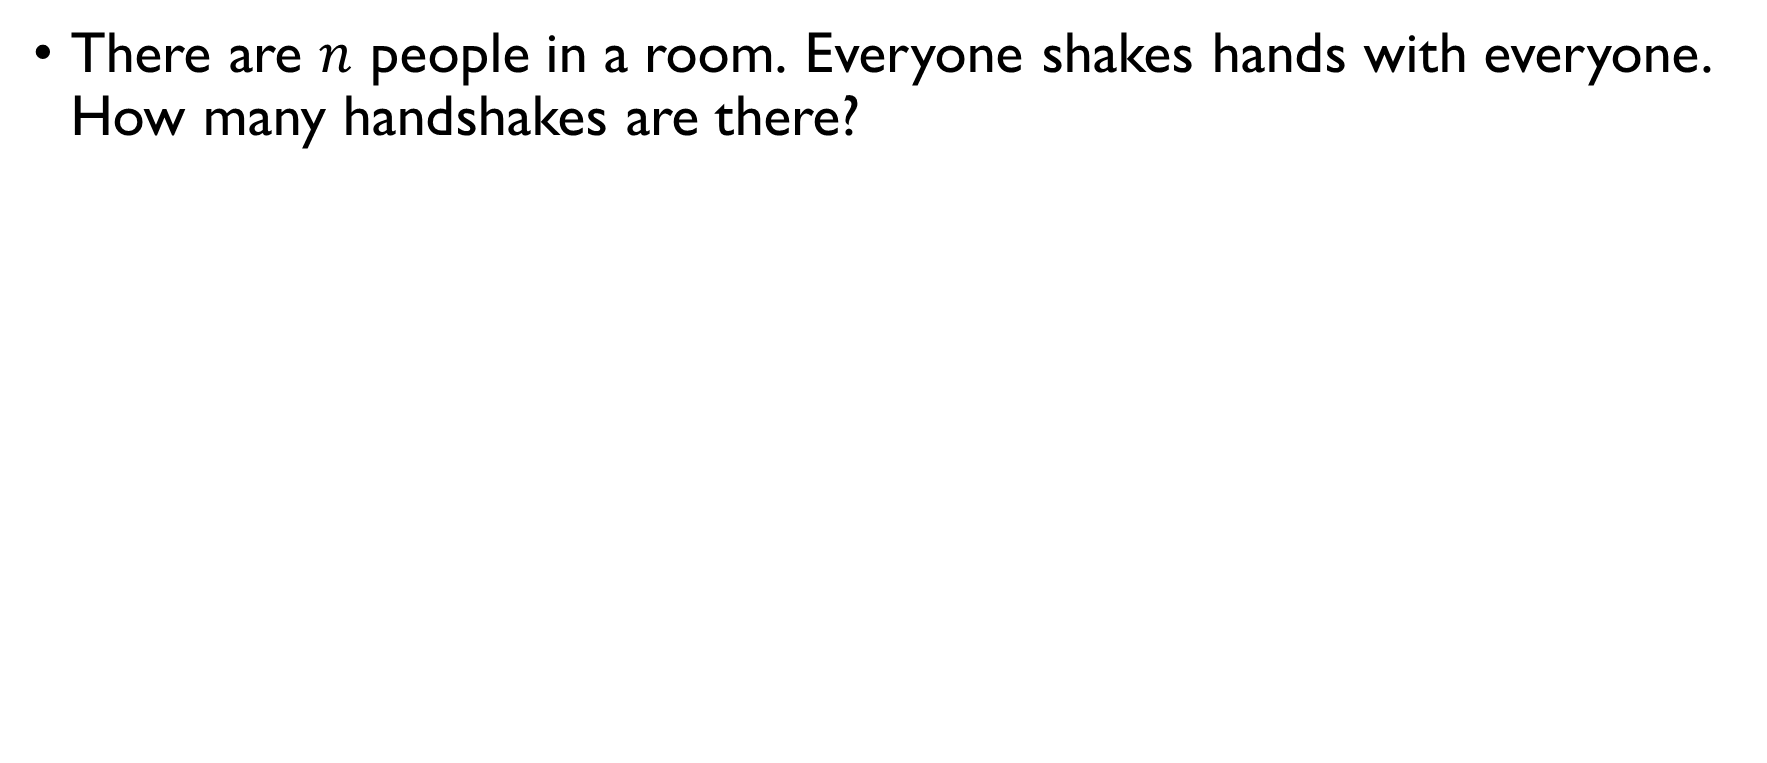 • There are n people in a room. Everyone shakes hands with everyone.
How many handshakes are there?